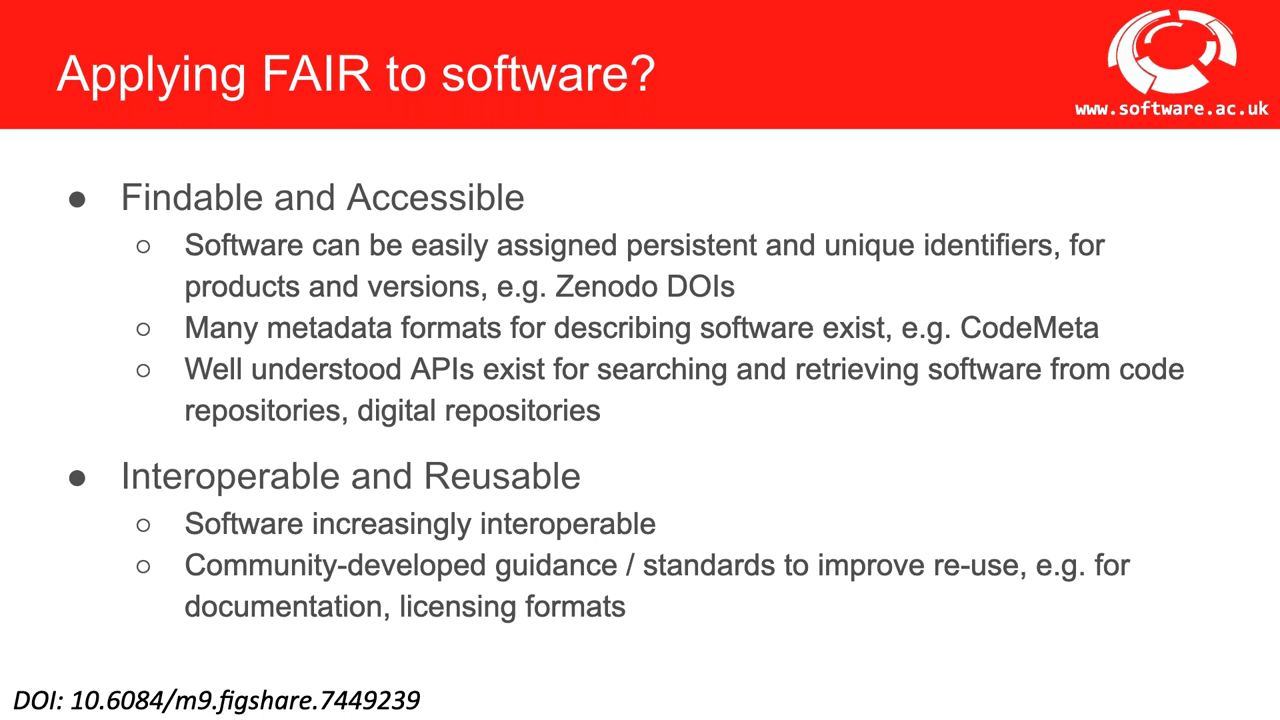 Applying FAIR to software?
www.software.ac.uk
● Findable and Accessible
○ Software can be easily assigned persistent and unique identifiers, for
products and versions, e.g. Zenodo DOIs
○ Many metadata formats for describing software exist, e.g. CodeMeta
○ Well understood APIs exist for searching and retrieving software from code
repositories, digital repositories
● Interoperable and Reusable
○ Software increasingly interoperable
○ Community-developed guidance / standards to improve re-use, e.g. for
documentation, licensing formats
DOI: 10.6084/m9.figshare.7449239